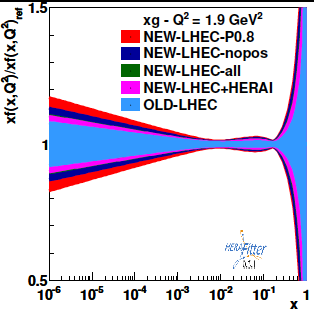 xg - Q² = 1.9 GeV²
NEW-LHEC-P0.8
NEW-LHEC-nopos
NEW-LHEC-all
NEW-LHEC+HERAI
OLD-LHEC
xf(x,Q²)/xf(x,Q²)ref
1.5
1
0.5
HERAFitter
10⁻⁶ 10⁻⁵ 10⁻⁴ 10⁻³ 10⁻² 10⁻¹ 1
x